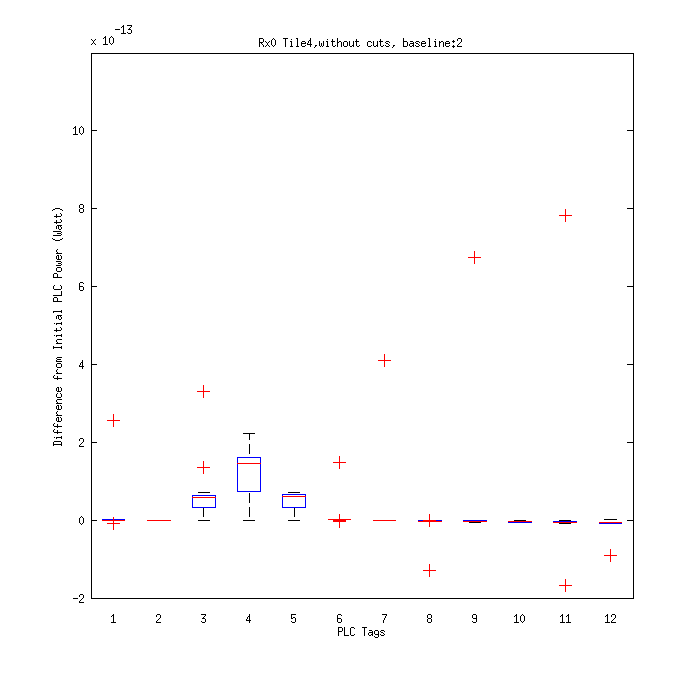 x 10^-13
Rx0 Tile4,without cuts, baseline:2
Difference from Initial PLC Power (Watt)
10
8
6
4
2
0
-2
1 2 3 4 5 6 7 8 9 10 11 12
PLC Tags